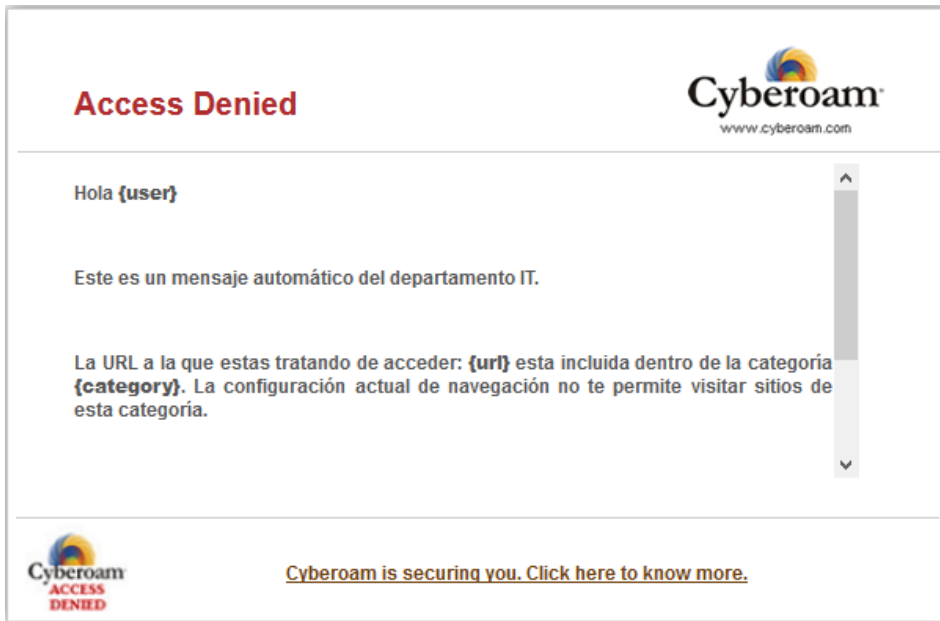 Access Denied
Cyberoam
www.cyberoam.com
Hola {user}
Este es un mensaje automático del departamento IT.
La URL a la que estas tratando de acceder: {url} esta incluida dentro de la categoría
{category}. La configuración actual de navegación no te permite visitar sitios de
esta categoría.
Cyberoam
ACCESS
DENIED
Cyberoam is securing you. Click here to know more.